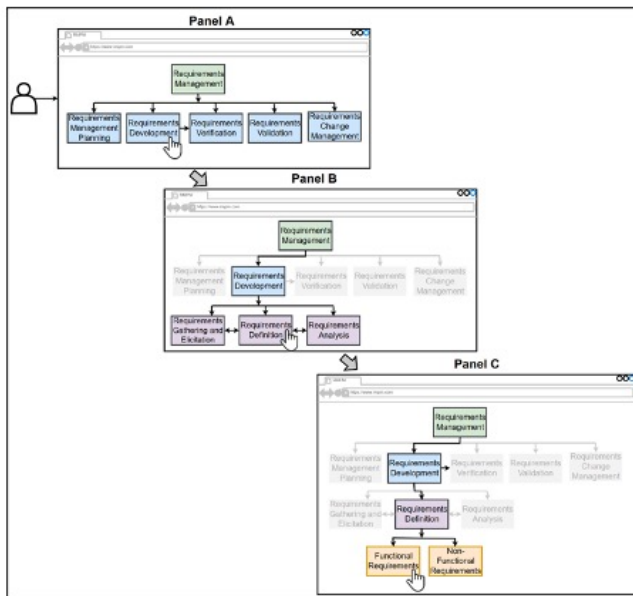 Panel A
Requirements
Management
Requirements
Management
Planning
Requirements
Development
Requirements
Verification
Requirements
Validation
Requirements
Change
Management
Panel B
Requirements
Management
Requirements
Management
Planning
Requirements
Development
Requirements
Verification
Requirements
Validation
Requirements
Change
Management
Requirements
Gathering and
Elicitation
Requirements
Definition
Requirements
Analysis
Panel C
Requirements
Management
Requirements
Management
Planning
Requirements
Development
Requirements
Verification
Requirements
Validation
Requirements
Change
Management
Requirements
Gathering and
Elicitation
Requirements
Definition
Requirements
Analysis
Functional
Requirements
Non-
Functional
Requirements